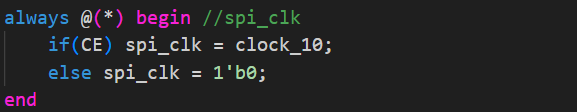 always @(*) begin //spi_clk
    if(CE) spi_clk = clock_10;
    else spi_clk = 1'b0;
end